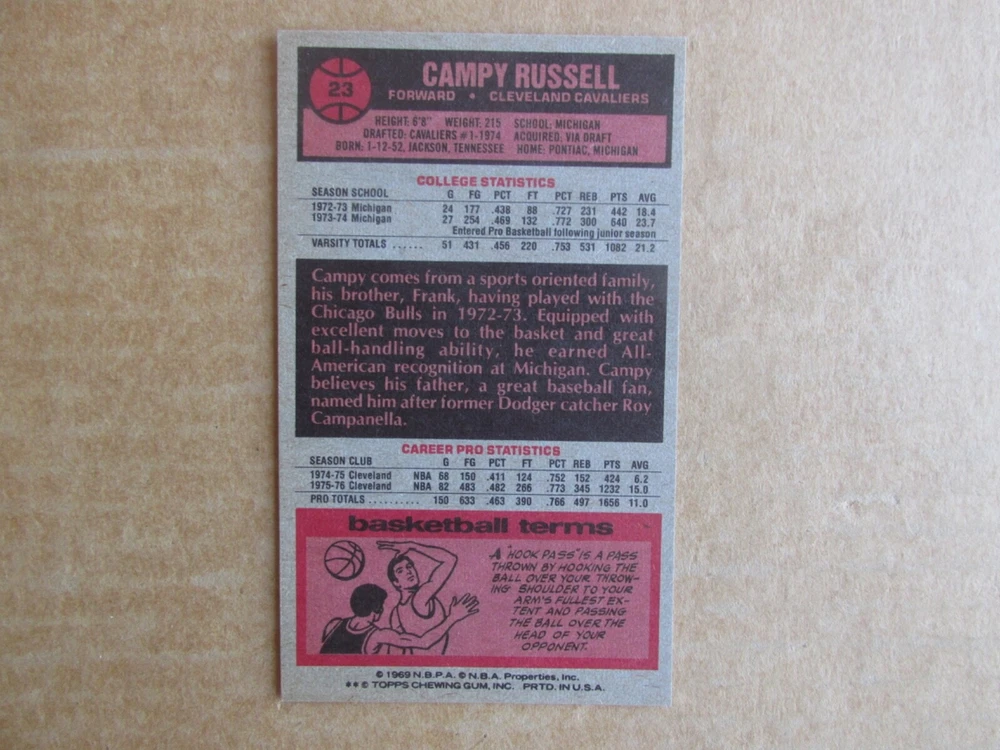 23
CAMPY RUSSELL
FORWARD • CLEVELAND CAVALIERS
HEIGHT: 6'8" WEIGHT: 215 SCHOOL: MICHIGAN
DRAFTED: CAVALIERS #1-1974 ACQUIRED: VIA DRAFT
BORN: 1-12-52, JACKSON, TENNESSEE HOME: PONTIAC, MICHIGAN
COLLEGE STATISTICS
SEASON SCHOOL G FG PCT FT PCT REB PTS AVG
1972-73 Michigan 24 177 .438 88 .727 231 442 18.4
1973-74 Michigan 27 254 .469 132 .772 300 640 23.7
Entered Pro Basketball following junior season
VARSITY TOTALS ...... 51 431 .456 220 .753 531 1082 21.2
Campy comes from a sports oriented family,
his brother, Frank, having played with the
Chicago Bulls in 1972-73. Equipped with
excellent moves to the basket and great
ball-handling ability, he earned All-
American recognition at Michigan. Campy
believes his father, a great baseball fan,
named him after former Dodger catcher Roy
Campanella.
CAREER PRO STATISTICS
SEASON CLUB G FG PCT FT PCT REB PTS AVG
1974-75 Cleveland NBA 68 150 .411 124 .752 152 424 6.2
1975-76 Cleveland NBA 82 483 .482 266 .773 345 1232 15.0
PRO TOTALS .......... 150 633 .463 390 .766 497 1656 11.0
basketball terms
A "HOOK PASS" IS A PASS
THROWN BY HOOKING THE
BALL OVER YOUR THROW-
ING SHOULDER TO YOUR
ARM'S FULLEST EX-
TENT AND PASSING
THE BALL OVER THE
HEAD OF YOUR
OPPONENT.
© 1969 N.B.P.A. © N.B.A. Properties, Inc.
** © TOPPS CHEWING GUM, INC. PRTD. IN U.S.A.